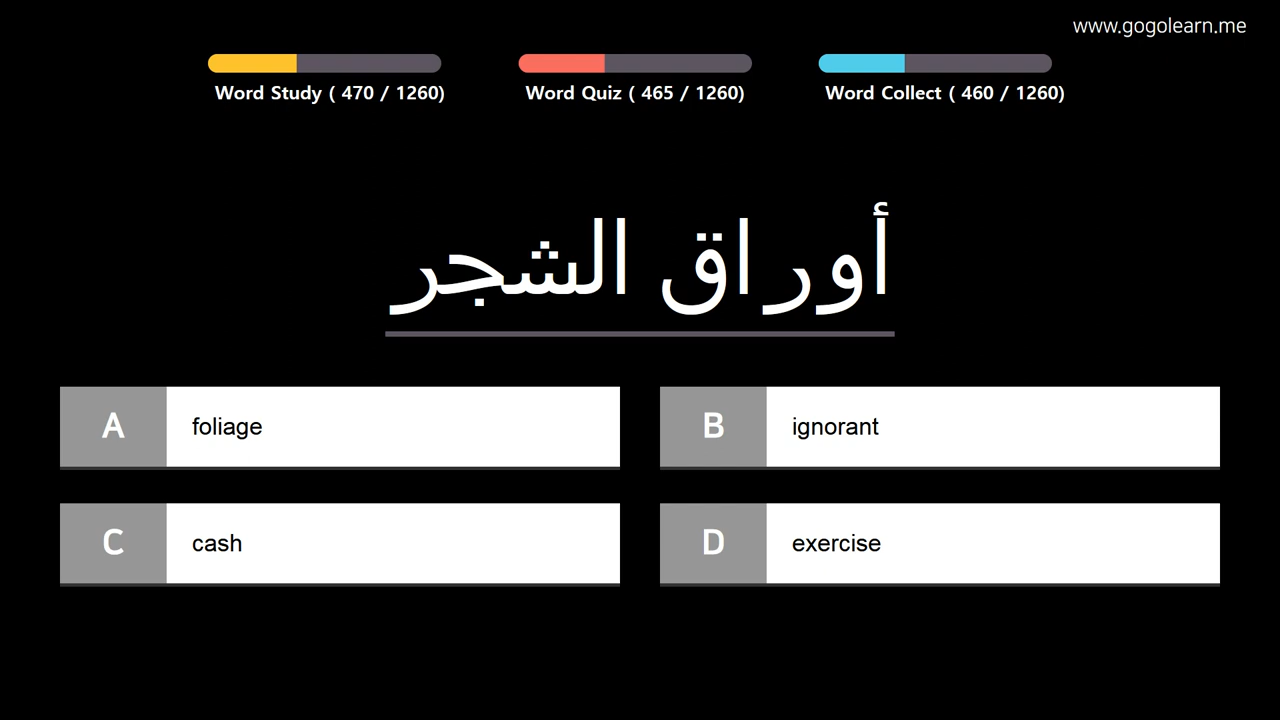 www.gogolearn.me
Word Study ( 470 / 1260)
Word Quiz ( 465 / 1260)
Word Collect ( 460 / 1260)
أوراق الشجر
A foliage
B ignorant
C cash
D exercise